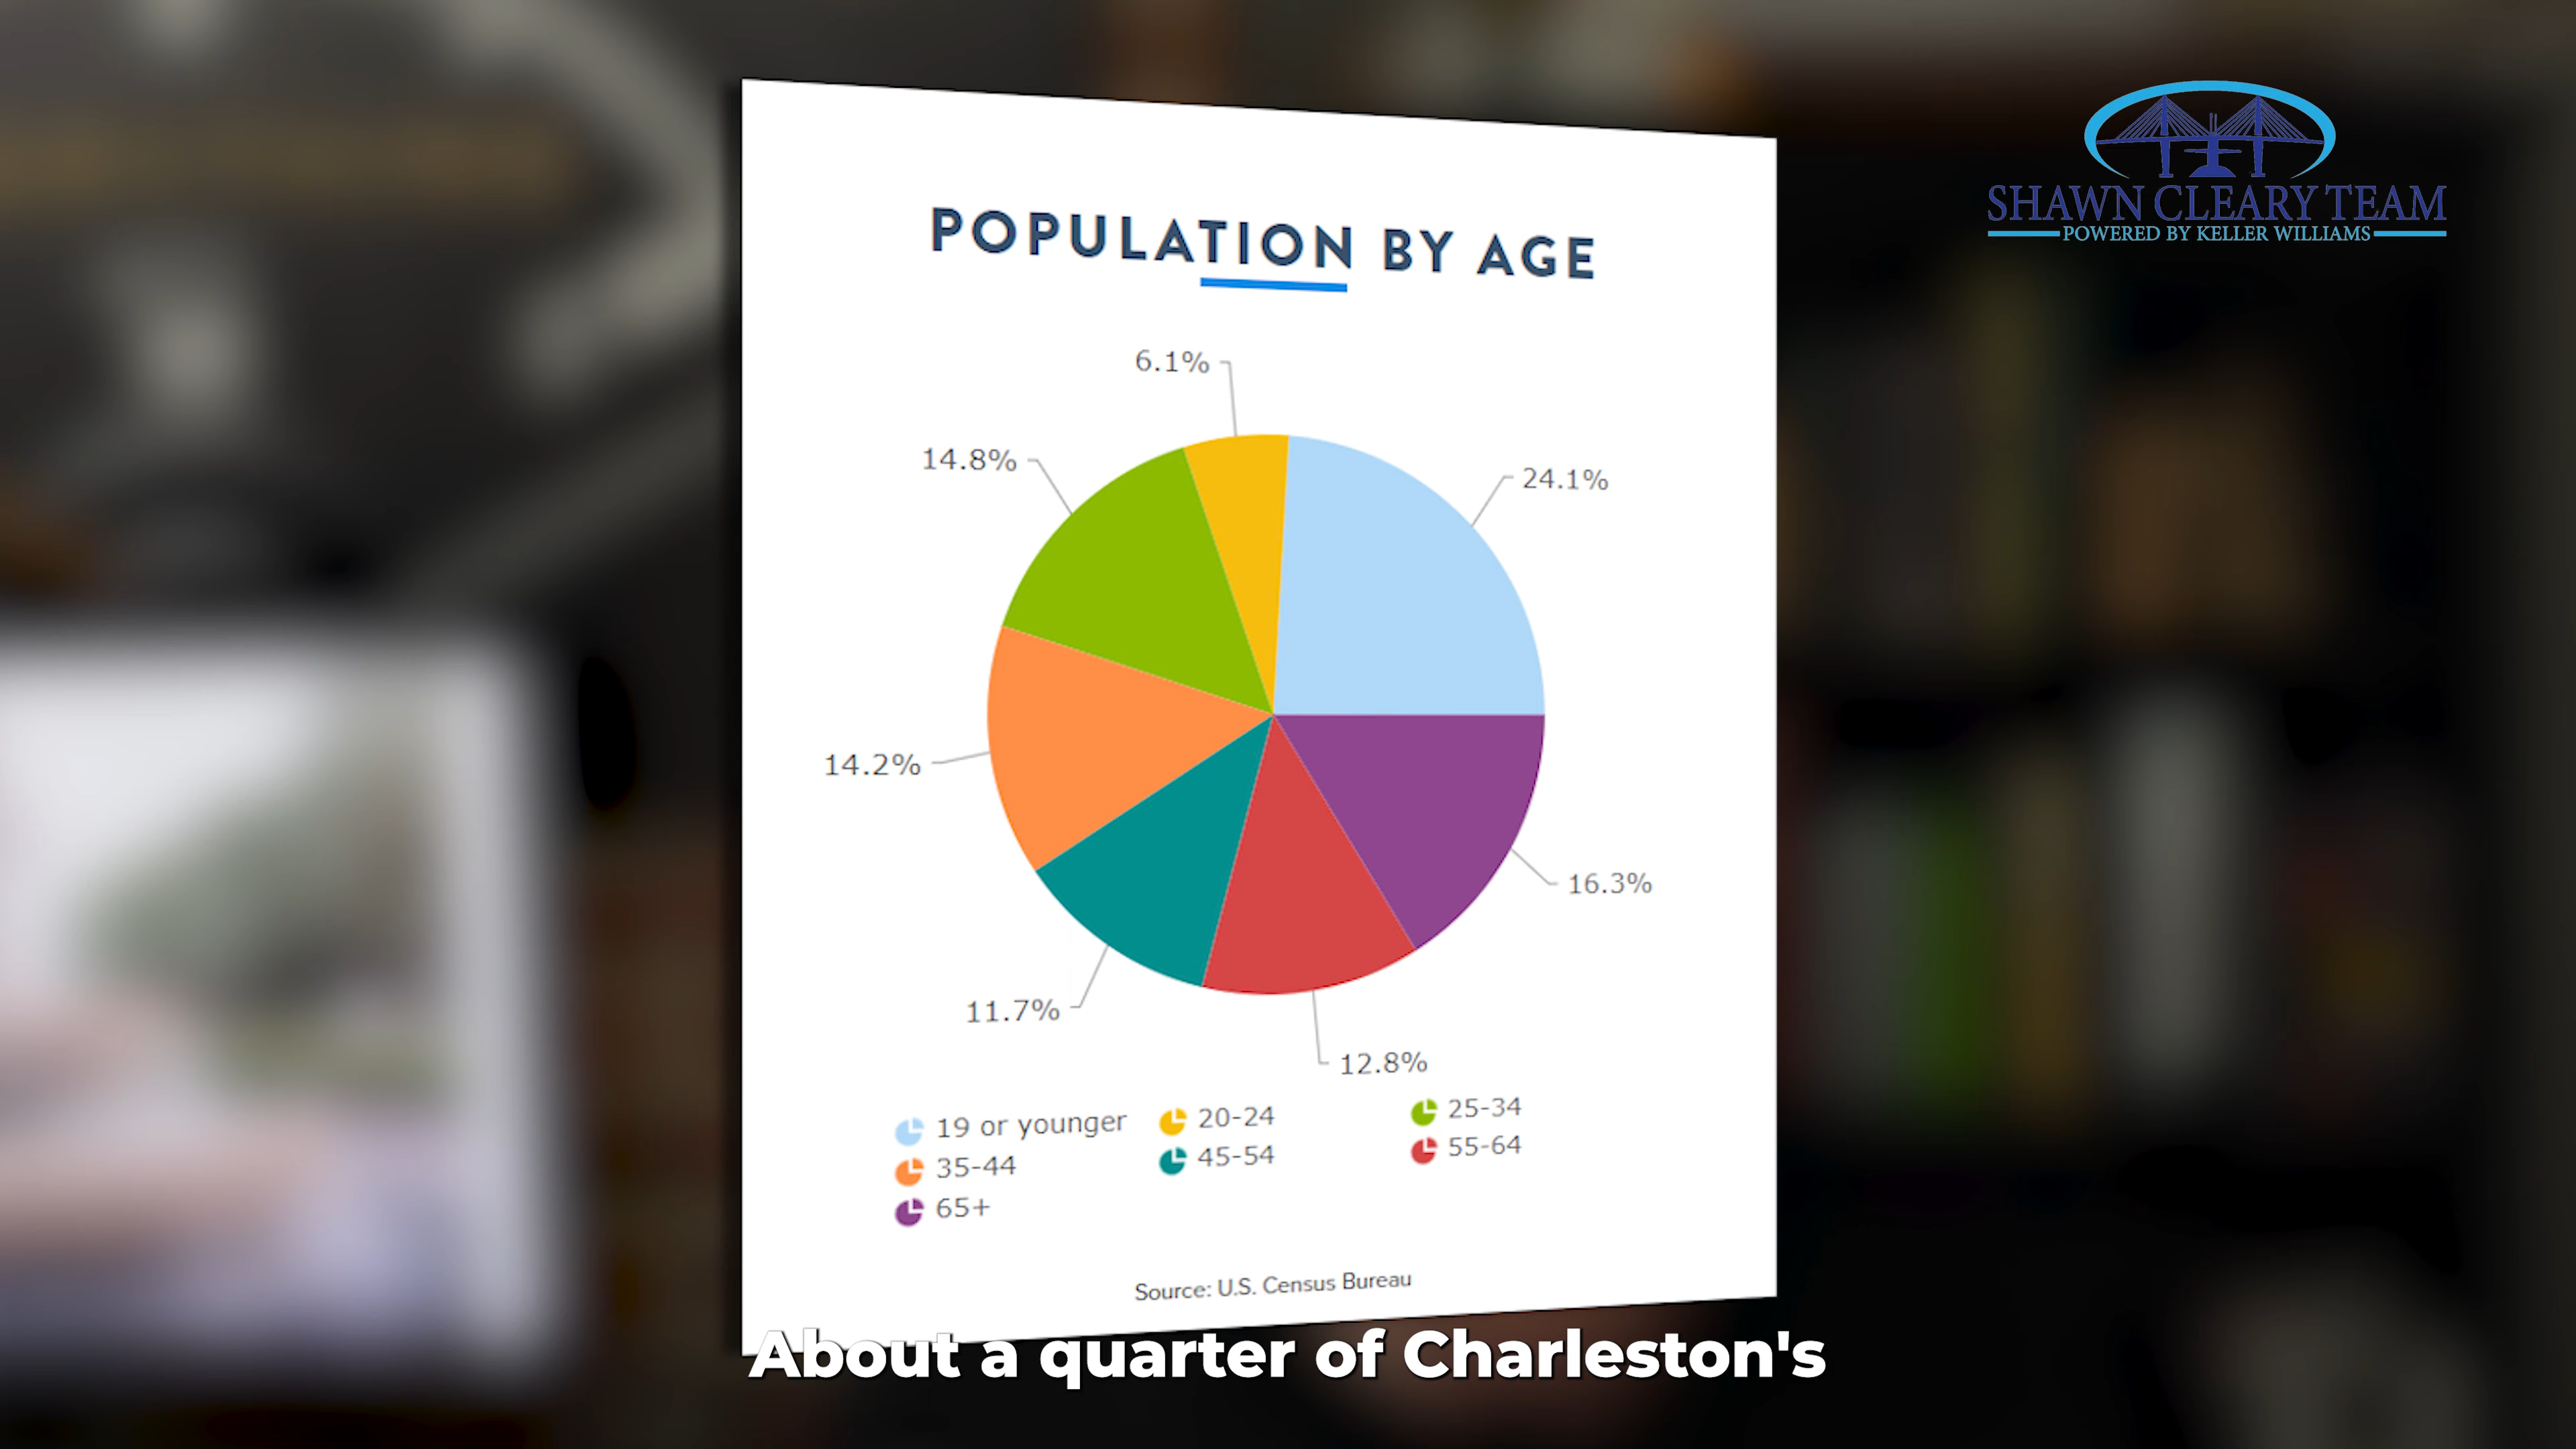 SHAWN CLEARY TEAM
POWERED BY KELLER WILLIAMS
POPULATION BY AGE
6.1%
14.8%
24.1%
14.2%
16.3%
11.7%
12.8%
19 or younger
20-24
25-34
35-44
45-54
55-64
65+
Source: U.S. Census Bureau
About a quarter of Charleston's